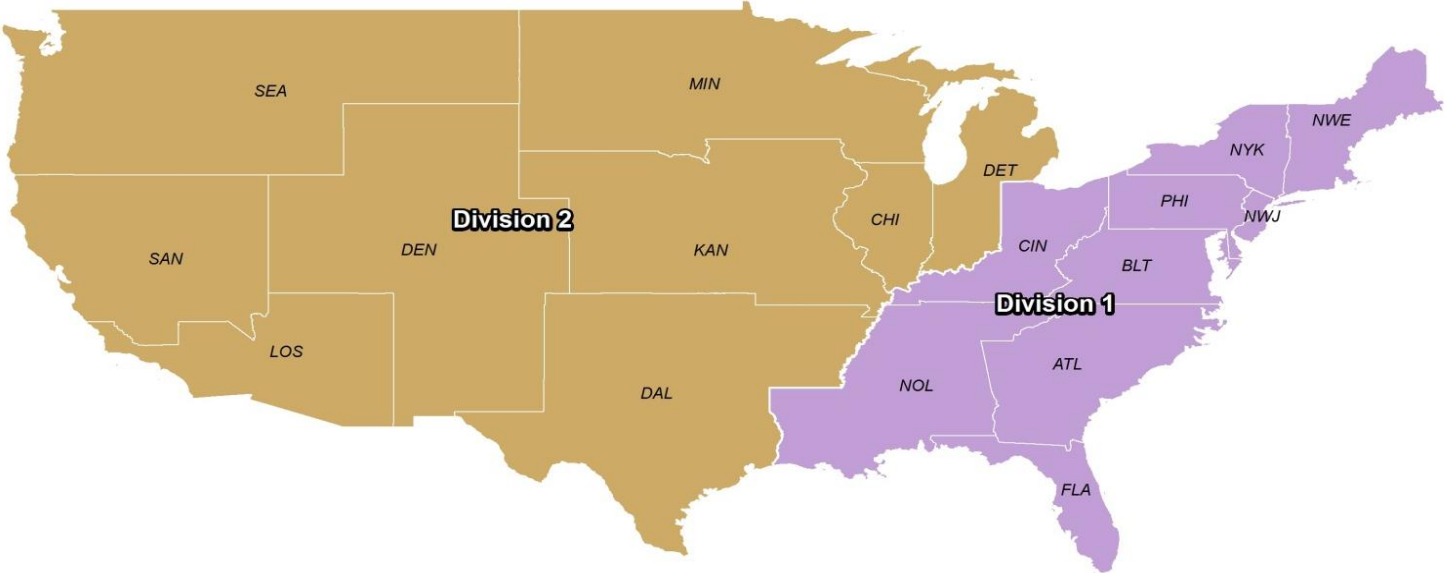 SEA
MIN
NWE
NYK
DET
PHI
CHI
NWJ
Division 2
CIN
DEN
KAN
SAN
BLT
Division 1
LOS
ATL
NOL
DAL
FLA